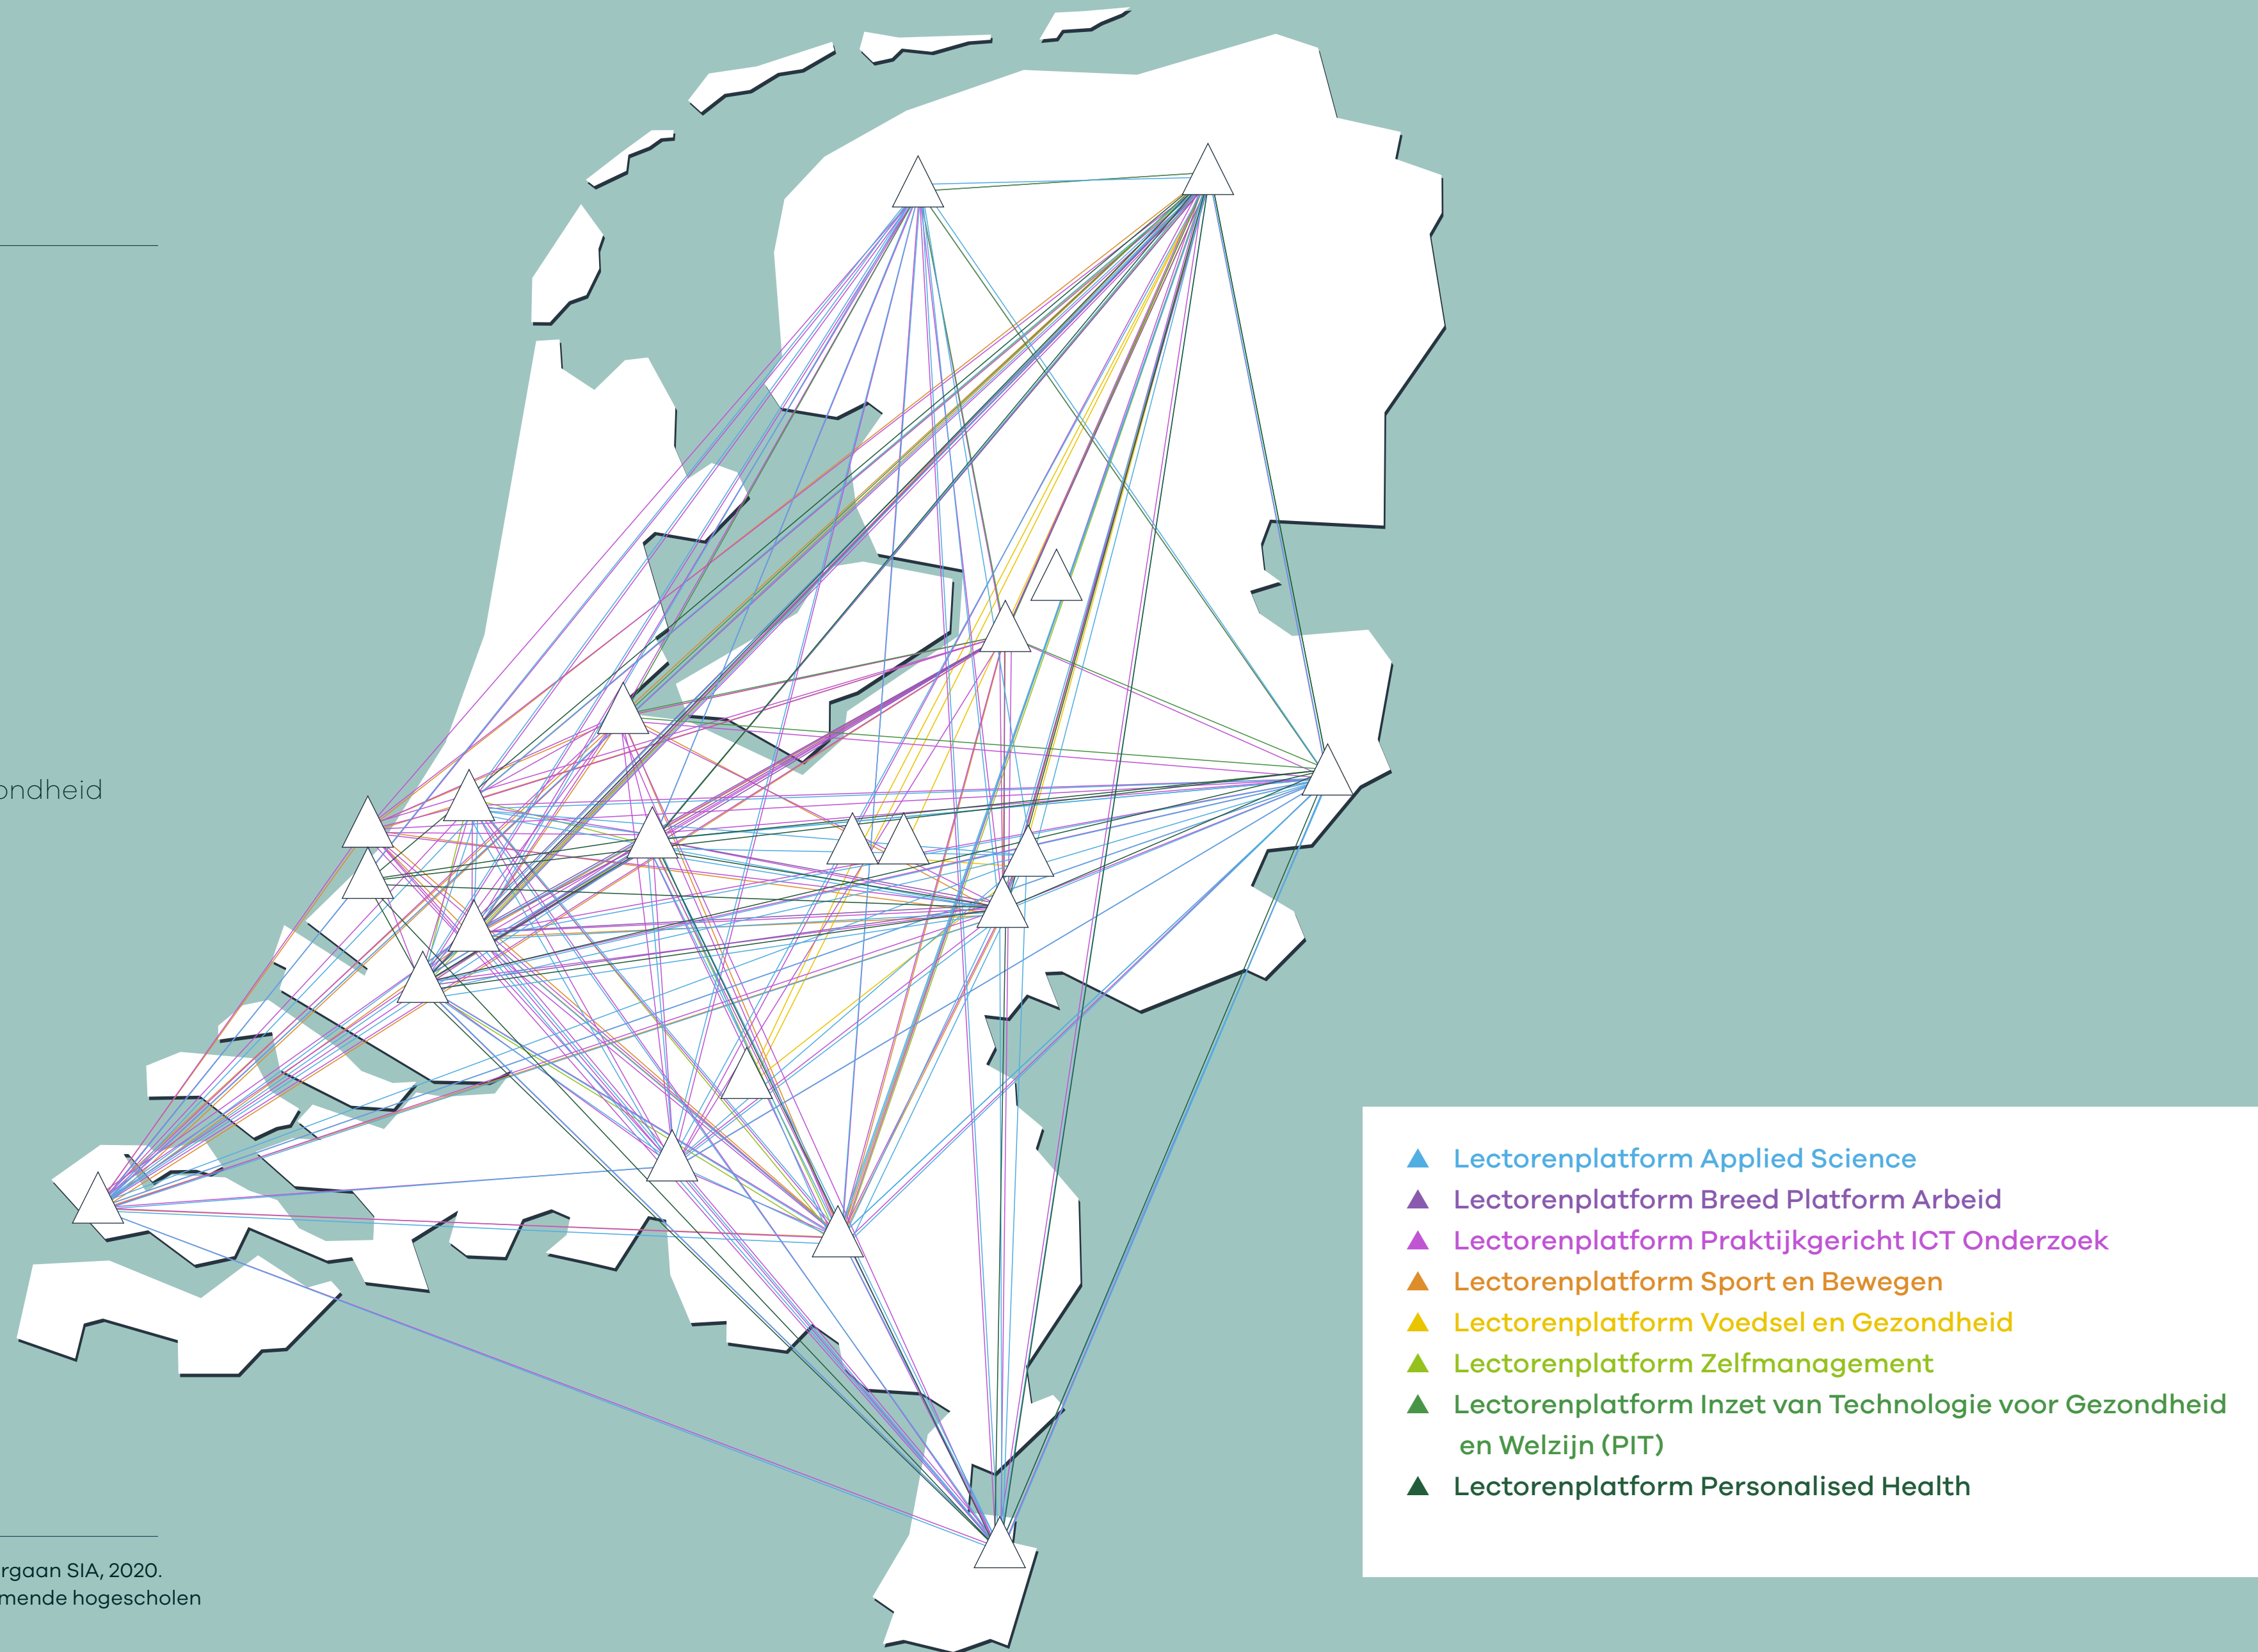 Lectorenplatform Applied Science
Lectorenplatform Breed Platform Arbeid
Lectorenplatform Praktijkgericht ICT Onderzoek
Lectorenplatform Sport en Bewegen
Lectorenplatform Voedsel en Gezondheid
Lectorenplatform Zelfmanagement
Lectorenplatform Inzet van Technologie voor Gezondheid
en Welzijn (PIT)
Lectorenplatform Personalised Health
ondheid
rgaan SIA, 2020.
mende hogescholen